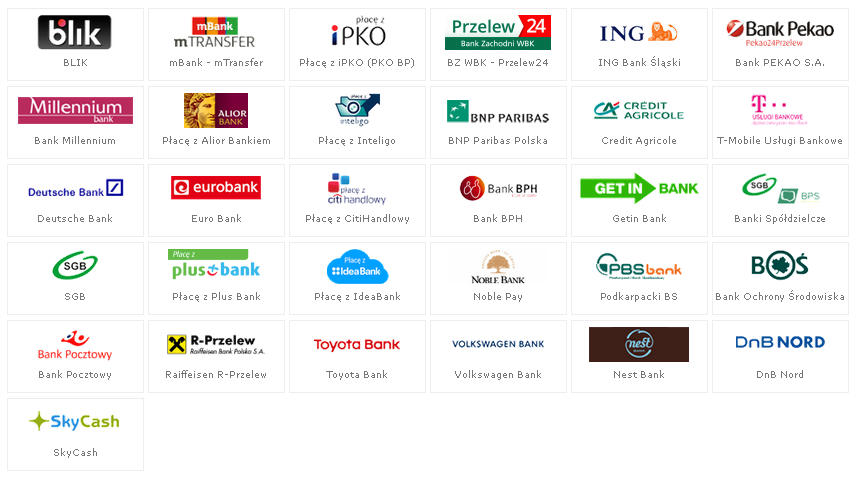 blik
BLIK
mBank
mTRANSFER
mBank - mTransfer
płacę z
iPKO
Płacę z iPKO (PKO BP)
Przelew 24
Bank Zachodni WBK
BZ WBK - Przelew24
ING
ING Bank Śląski
Bank Pekao
Pekao24Przelew
Bank PEKAO S.A.
Millennium
bank
Bank Millennium
ALIOR
BANK
Płacę z Alior Bankiem
płacę z
inteligo
Płacę z Inteligo
BNP PARIBAS
BNP Paribas Polska
CRÉDIT
AGRICOLE
Credit Agricole
T
USŁUGI BANKOWE
T-Mobile Usługi Bankowe
Deutsche Bank
Deutsche Bank
eurobank
Euro Bank
płacę z
citi handlowy
Płacę z CitiHandlowy
Bank BPH
Bank BPH
GET IN BANK
Getin Bank
SGB
BPS
Banki Spółdzielcze
SGB
SGB
Płacę z
plus bank
Płacę z Plus Bank
Płacę z
IdeaBank
Płacę z IdeaBank
NOBLE BANK
Noble Pay
PBSbank
Podkarpacki BS
BOŚ
Bank Ochrony Środowiska
Bank Pocztowy
Bank Pocztowy
R-Przelew
Raiffeisen Bank Polska S.A.
Raiffeisen R-Przelew
Toyota Bank
Toyota Bank
VOLKSWAGEN BANK
Volkswagen Bank
nest
BANK
Nest Bank
DnB NORD
DnB Nord
SkyCash
SkyCash